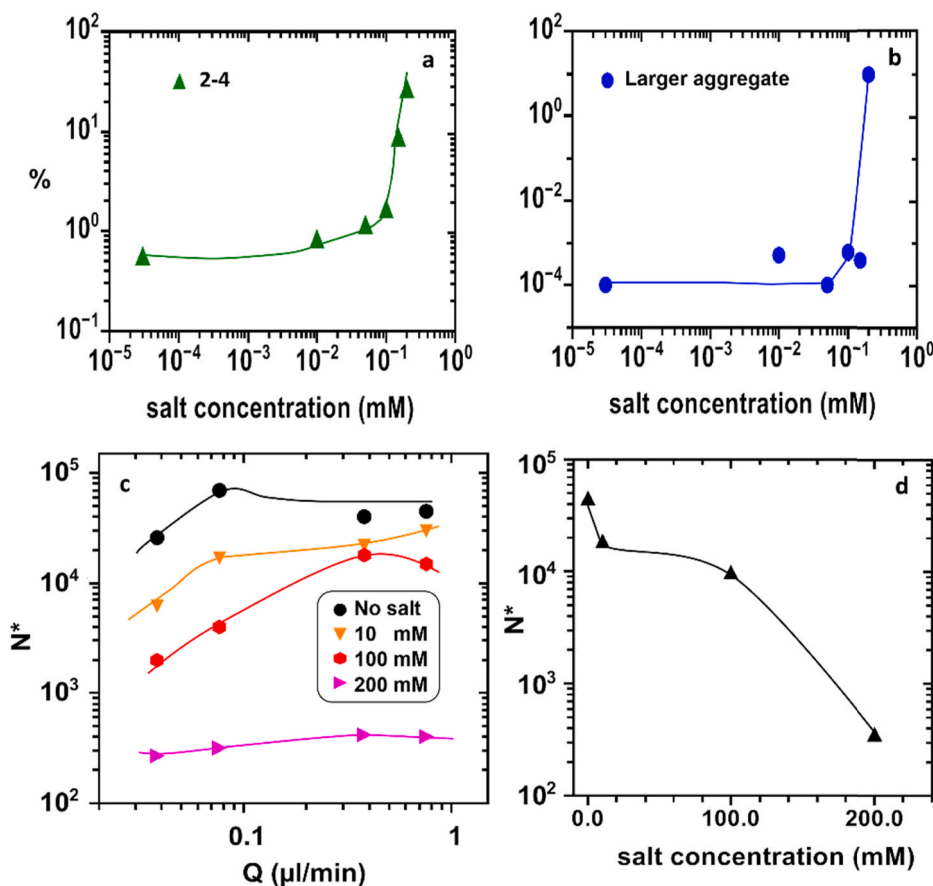 10² a
▲ 2-4
10¹
%
10⁰
10⁻¹
10⁻⁵ 10⁻⁴ 10⁻³ 10⁻² 10⁻¹ 10⁰
salt concentration (mM)
10² b
Larger aggregate
10⁰
10⁻²
10⁻⁴
10⁻⁵ 10⁻⁴ 10⁻³ 10⁻² 10⁻¹ 10⁰
salt concentration (mM)
10⁵ c
10⁴
N*
No salt
10 mM
100 mM
200 mM
10³
10²
0.1 1
Q (µl/min)
10⁵ d
10⁴
N*
10³
10²
0.0 100.0 200.0
salt concentration (mM)